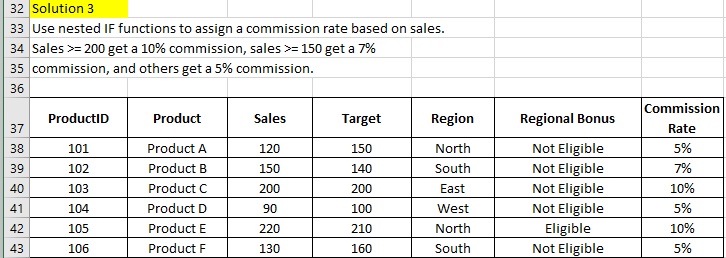 32 Solution 3
33 Use nested IF functions to assign a commission rate based on sales.
34 Sales >= 200 get a 10% commission, sales >= 150 get a 7%
35 commission, and others get a 5% commission.
36
37 ProductID Product Sales Target Region Regional Bonus Commission Rate
38 101 Product A 120 150 North Not Eligible 5%
39 102 Product B 150 140 South Not Eligible 7%
40 103 Product C 200 200 East Not Eligible 10%
41 104 Product D 90 100 West Not Eligible 5%
42 105 Product E 220 210 North Eligible 10%
43 106 Product F 130 160 South Not Eligible 5%